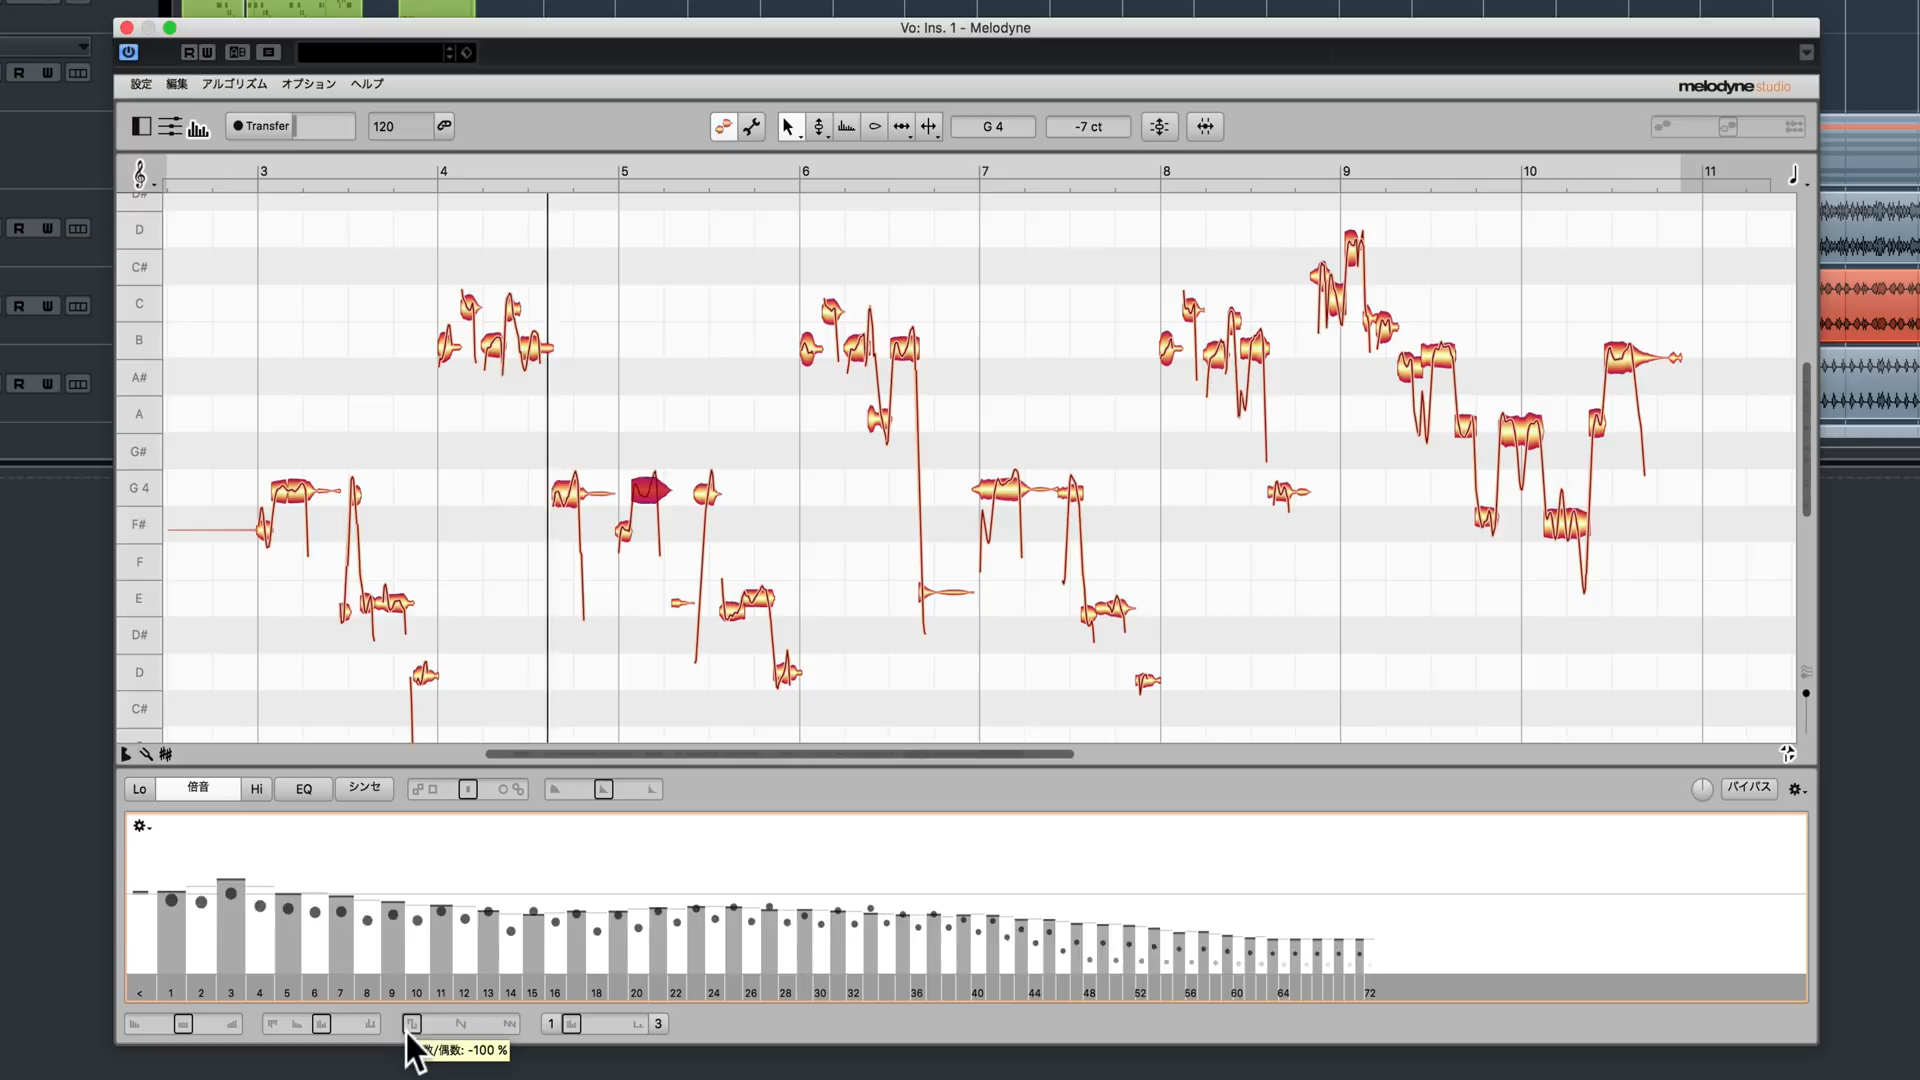 Vo: Ins. 1 - Melodyne
R W
設定 編集 アルゴリズム オプション ヘルプ
melodyne studio
Transfer 120 G 4 -7 ct
R W
3 4 5 6 7 8 9 10 11
D#
D
C#
C
B
A#
A
G#
G 4
F#
F
E
D#
D
C#
R W
R W
R W
Lo 倍音 Hi EQ シンセ バイパス
< 1 2 3 4 5 6 7 8 9 10 11 12 13 14 15 16 18 20 22 24 26 28 30 32 36 40 44 48 52 56 60 64 72
1 3
数/偶数: -100 %